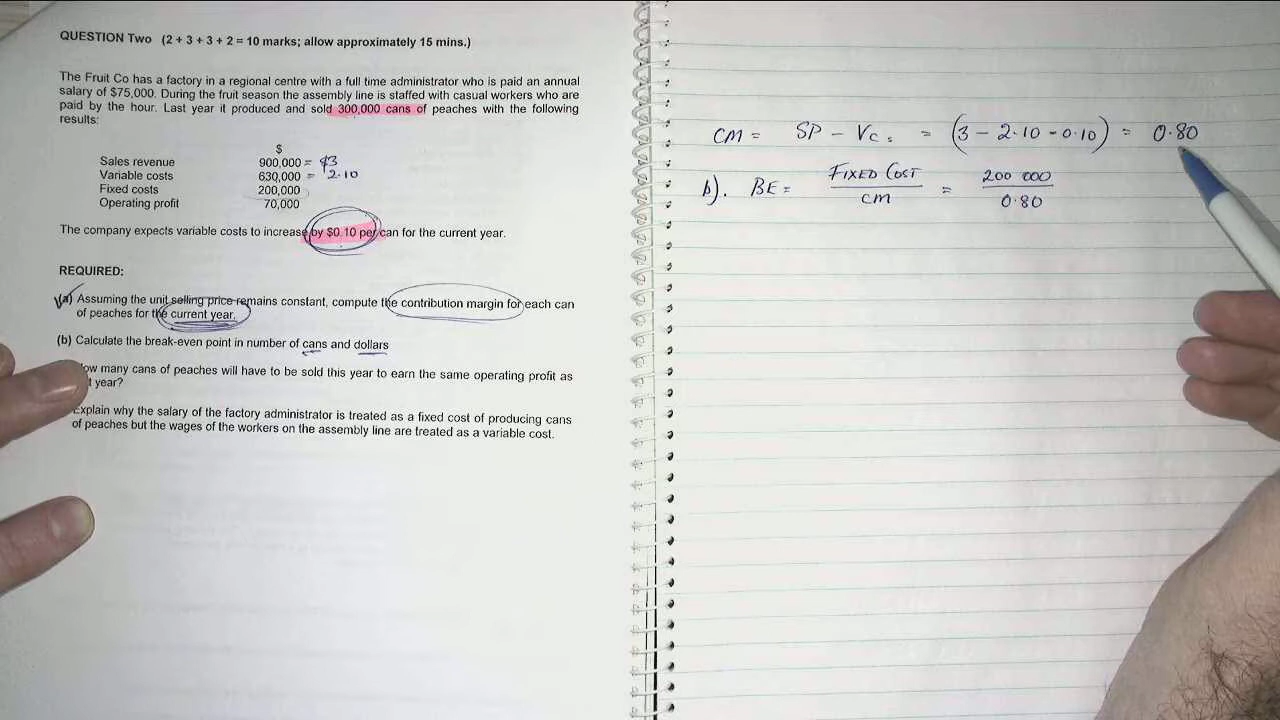 QUESTION Two (2 + 3 + 3 + 2 = 10 marks; allow approximately 15 mins.)
The Fruit Co has a factory in a regional centre with a full time administrator who is paid an annual
salary of $75,000. During the fruit season the assembly line is staffed with casual workers who are
paid by the hour. Last year it produced and sold 300,000 cans of peaches with the following
results:
$
Sales revenue 900,000 = $3
Variable costs 630,000 = 2.10
Fixed costs 200,000
Operating profit 70,000
The company expects variable costs to increase by $0.10 per can for the current year.
REQUIRED:
(a) Assuming the unit selling price remains constant, compute the contribution margin for each can
of peaches for the current year.
(b) Calculate the break-even point in number of cans and dollars
many cans of peaches will have to be sold this year to earn the same operating profit as
year?
Explain why the salary of the factory administrator is treated as a fixed cost of producing cans
of peaches but the wages of the workers on the assembly line are treated as a variable cost.
CM = SP - VCs = (3 - 2.10 - 0.10) = 0.80
b). BE = FIXED COST / CM = 200 000 / 0.80